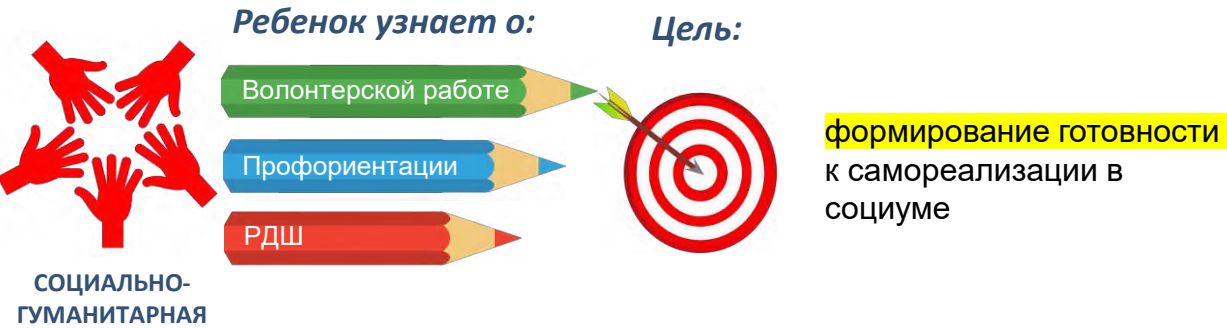 Ребенок узнает о:
Цель:
Волонтерской работе
Профориентации
РДШ
формирование готовности
к самореализации в
социуме
СОЦИАЛЬНО-
ГУМАНИТАРНАЯ